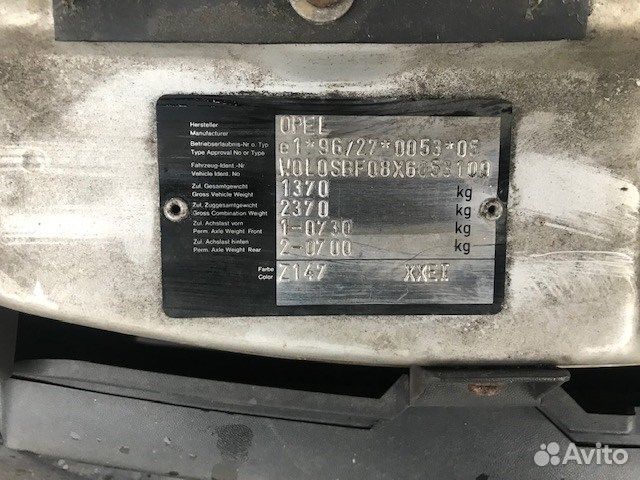 Hersteller
Manufacturer
OPEL
Betriebserlaubnis-Nr o. Typ
Type Approval No or Type
e1*96/27*0053*05
Fahrzeug-Ident.-Nr
Vehicle Ident. No
Zul. Gesamtgewicht
Gross Vehicle Weight
1370 kg
Zul. Zuggesamtgewicht
Gross Combination Weight
2370 kg
Zul. Achslast vorn
Perm. Axle Weight Front
1-0730 kg
Zul. Achslast hinten
Perm. Axle Weight Rear
2-0700 kg
Farbe
Color
Z147 XXEI
Avito